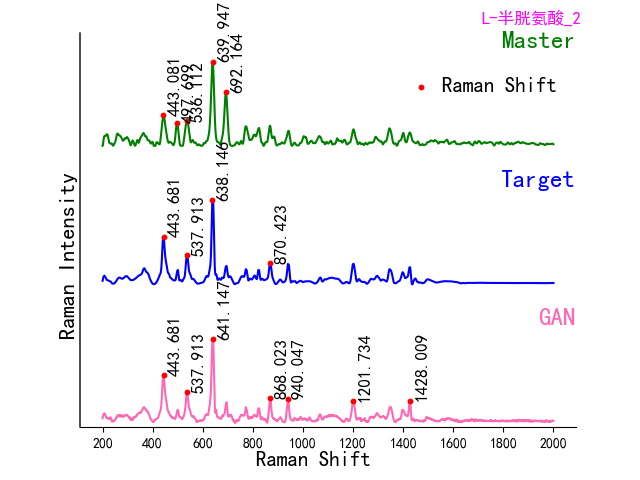 L-半胱氨酸_2
Master
Raman Shift
443.081
497.699
536.112
639.947
692.164
Target
443.681
537.913
638.146
870.423
GAN
443.681
537.913
641.147
868.023
940.047
1201.734
1428.009
Raman Intensity
200 400 600 800 1000 1200 1400 1600 1800 2000
Raman Shift